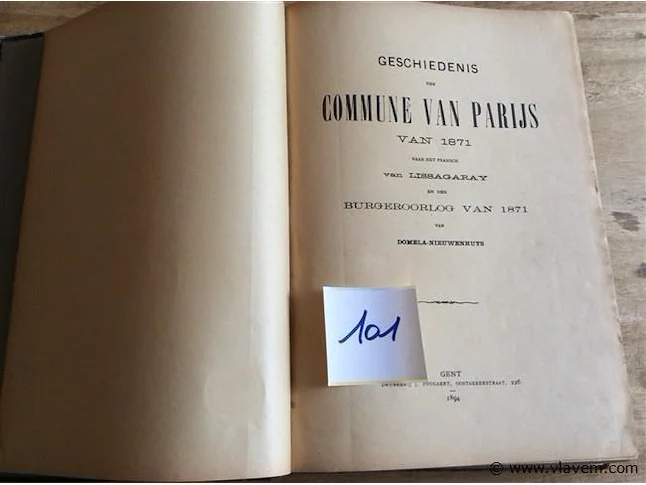 GESCHIEDENIS
DER
COMMUNE VAN PARIJS
VAN 1871
NAAR HET FRANSCH
van LISSAGARAY
EN DEN
BURGEROORLOG VAN 1871
VAN
DOMELA-NIEUWENHUYS
101
GENT
OOSTAKKERSTRAAT,
1894
© www.vlavem.com